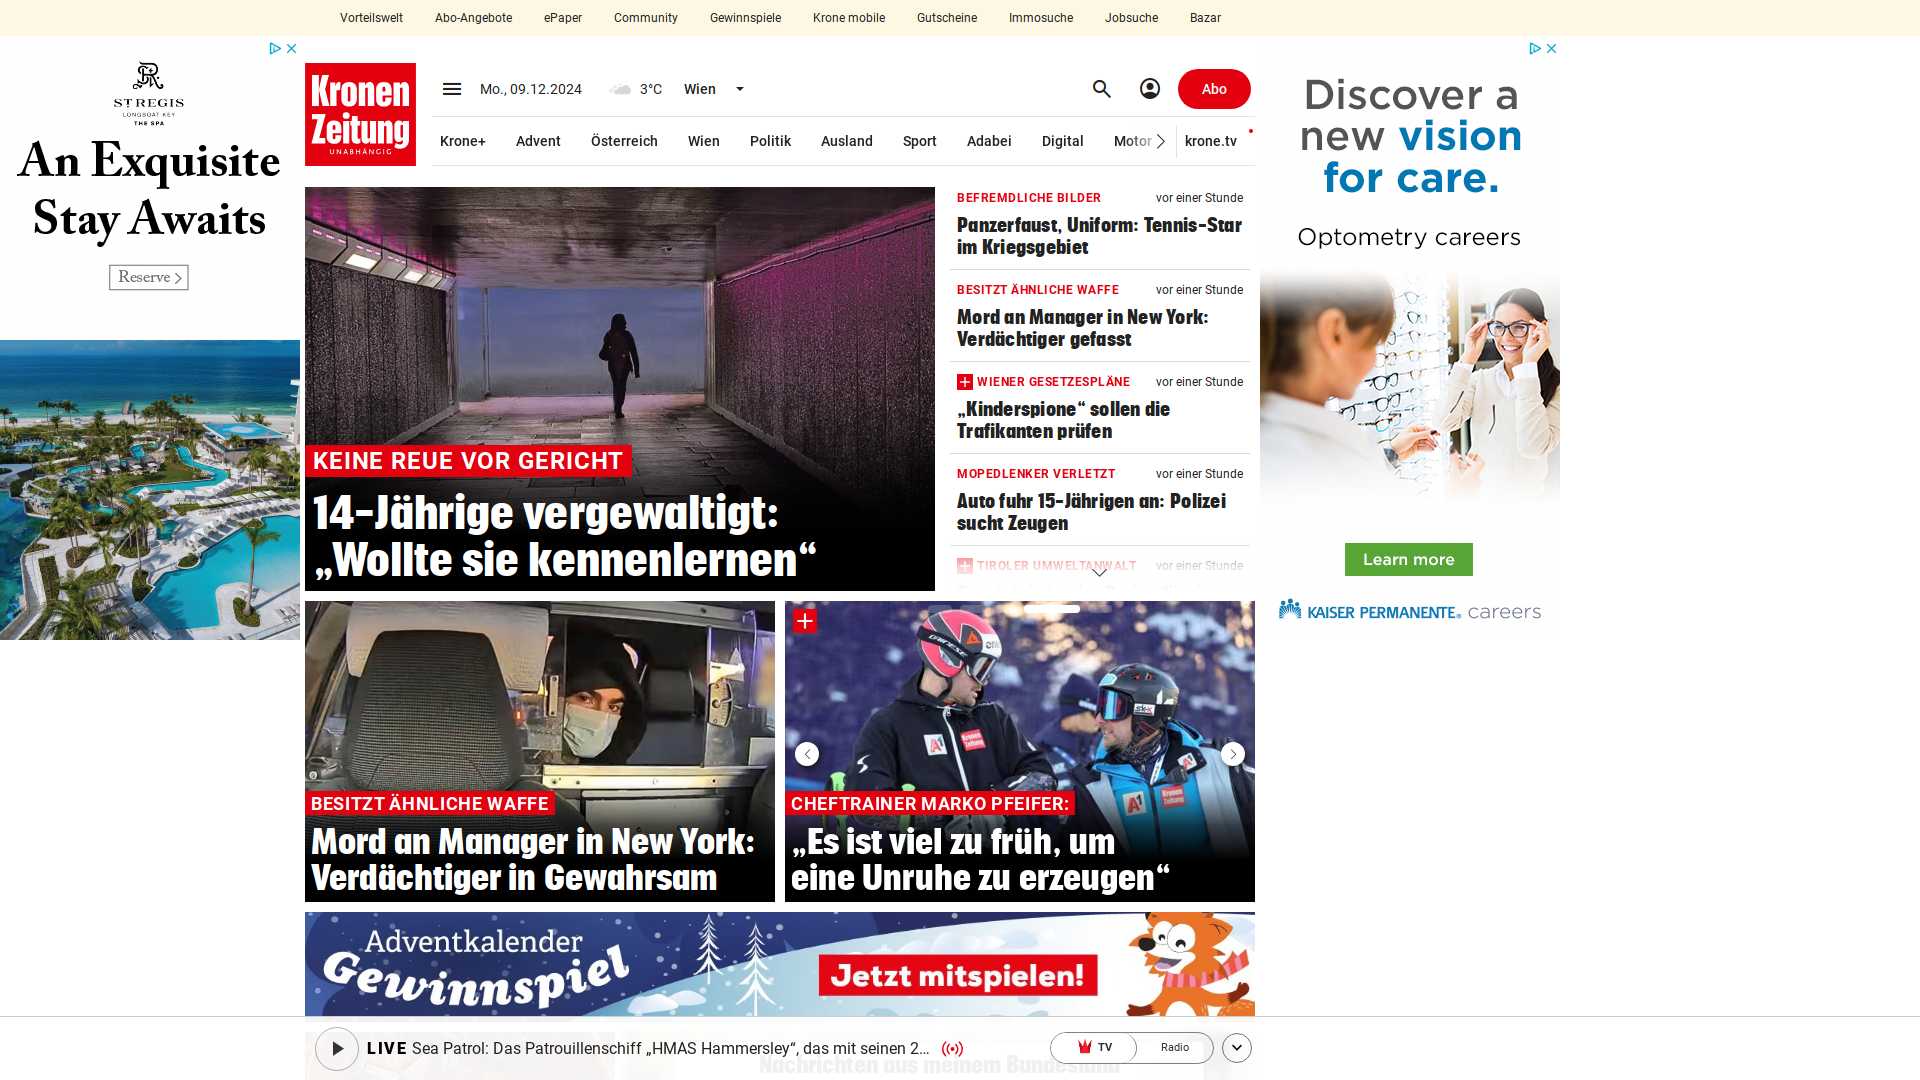 Vorteilswelt Abo-Angebote ePaper Community Gewinnspiele Krone mobile Gutscheine Immosuche Jobsuche Bazar
ST REGIS
LONGBOAT KEY
THE SPA
An Exquisite
Stay Awaits
Reserve
Kronen
Zeitung
UNABHÄNGIG
Mo., 09.12.2024 3°C Wien
Abo
Krone+ Advent Österreich Wien Politik Ausland Sport Adabei Digital Motor krone.tv
KEINE REUE VOR GERICHT
14-Jährige vergewaltigt:
„Wollte sie kennenlernen“
BEFREMDLICHE BILDER vor einer Stunde
Panzerfaust, Uniform: Tennis-Star
im Kriegsgebiet
BESITZT ÄHNLICHE WAFFE vor einer Stunde
Mord an Manager in New York:
Verdächtiger gefasst
WIENER GESETZESPLÄNE vor einer Stunde
„Kinderspione“ sollen die
Trafikanten prüfen
MOPEDLENKER VERLETZT vor einer Stunde
Auto fuhr 15-Jährigen an: Polizei
sucht Zeugen
TIROLER UMWELTANWALT vor einer Stunde
Discover a
new vision
for care.
Optometry careers
Learn more
KAISER PERMANENTE® careers
BESITZT ÄHNLICHE WAFFE
Mord an Manager in New York:
Verdächtiger in Gewahrsam
DAINESE
A1
Kronen
Zeitung
A1
Kronen
Zeitung
CHEFTRAINER MARKO PFEIFER:
„Es ist viel zu früh, um
eine Unruhe zu erzeugen“
Adventkalender
Gewinnspiel
Jetzt mitspielen!
LIVE Sea Patrol: Das Patrouillenschiff „HMAS Hammersley“, das mit seinen 2...
TV Radio
Nachrichten aus meinem Bundesland